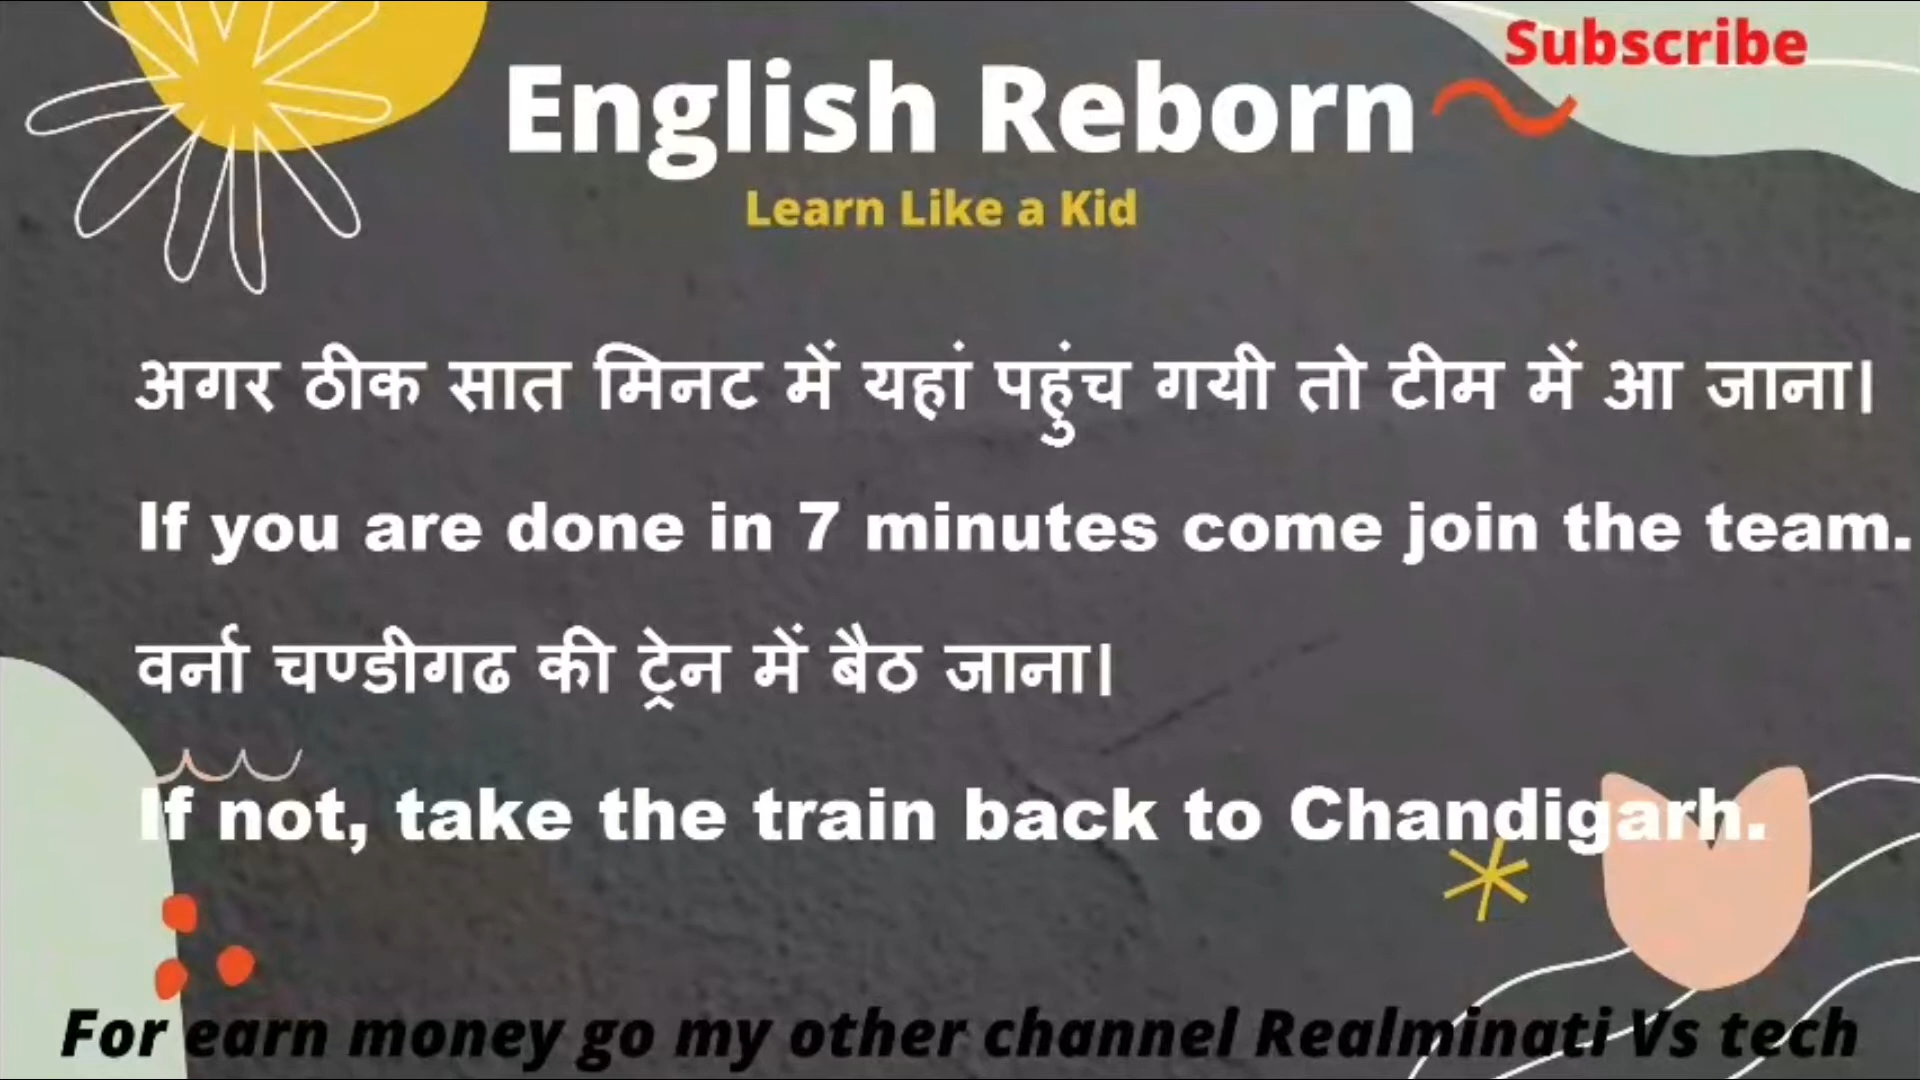 Subscribe
English Reborn
Learn Like a Kid
अगर ठीक सात मिनट में यहां पहुंच गयी तो टीम में आ जाना।
If you are done in 7 minutes come join the team.
वर्ना चण्डीगढ की ट्रेन में बैठ जाना।
If not, take the train back to Chandigarh.
For earn money go my other channel Realminati Vs tech